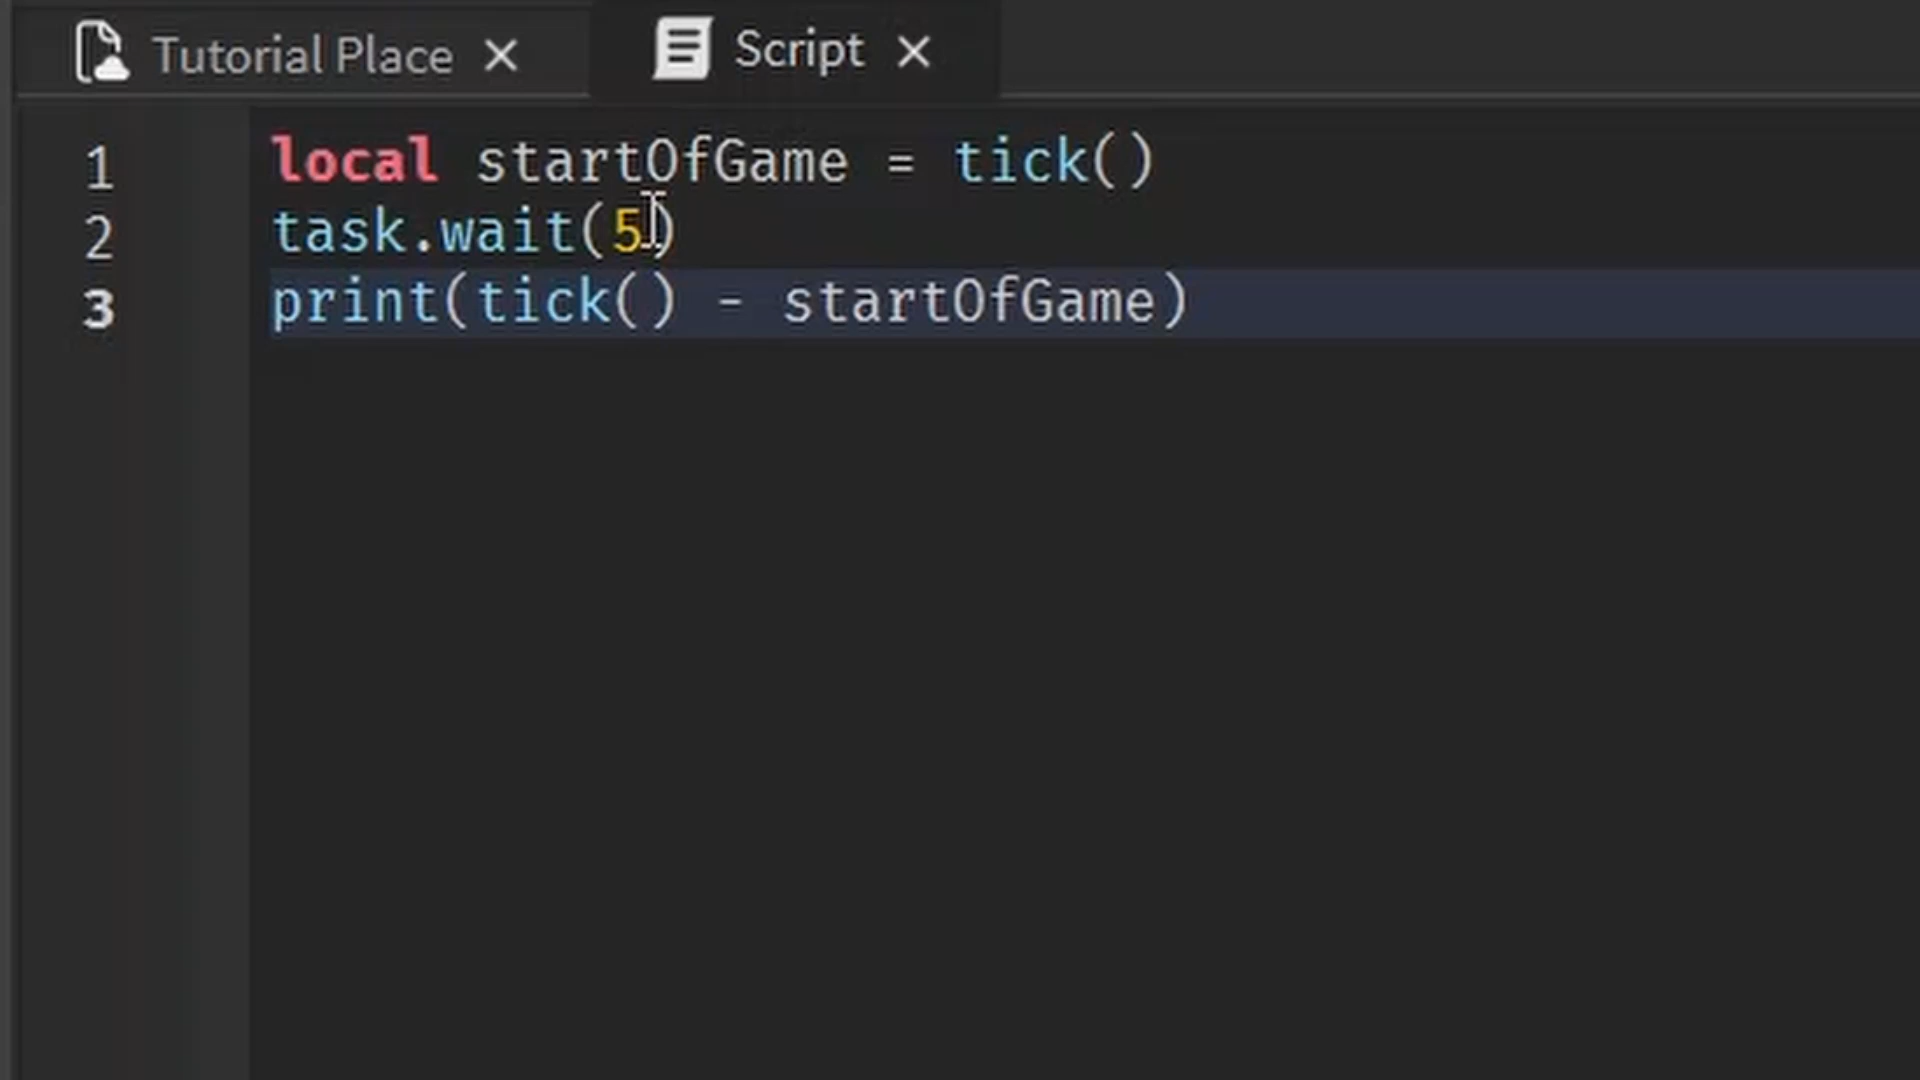 Tutorial Place
Script
1 local startOfGame = tick()
2 task.wait(5)
3 print(tick() - startOfGame)